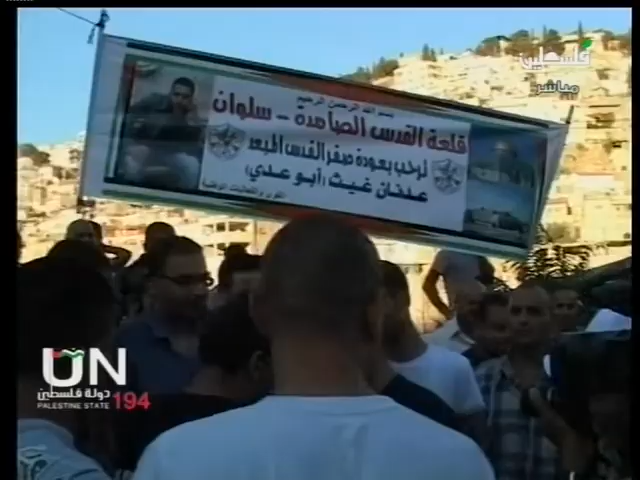 فلسطين
مباشر
بسم الله الرحمن الرحيم
قلعة القدس الصامدة - سلوان
ترحب بعودة صقر القدس المبعد
عدنان غيث (أبو عدي)
UN
دولة فلسطين
PALESTINE STATE 194